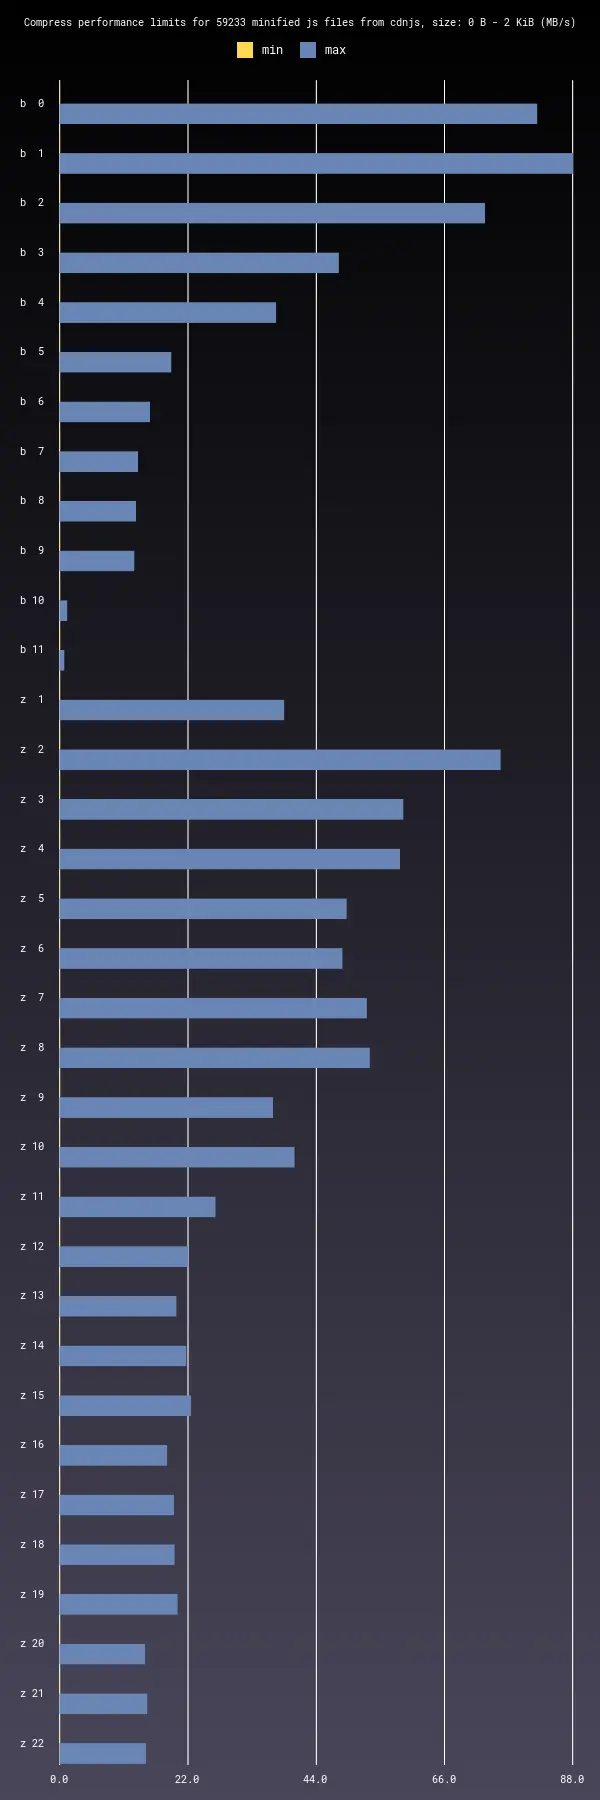 Compress performance limits for 59233 minified js files from cdnjs, size: 0 B - 2 KiB (MB/s)
min max
b 0
b 1
b 2
b 3
b 4
b 5
b 6
b 7
b 8
b 9
b 10
b 11
z 1
z 2
z 3
z 4
z 5
z 6
z 7
z 8
z 9
z 10
z 11
z 12
z 13
z 14
z 15
z 16
z 17
z 18
z 19
z 20
z 21
z 22
0.0 22.0 44.0 66.0 88.0